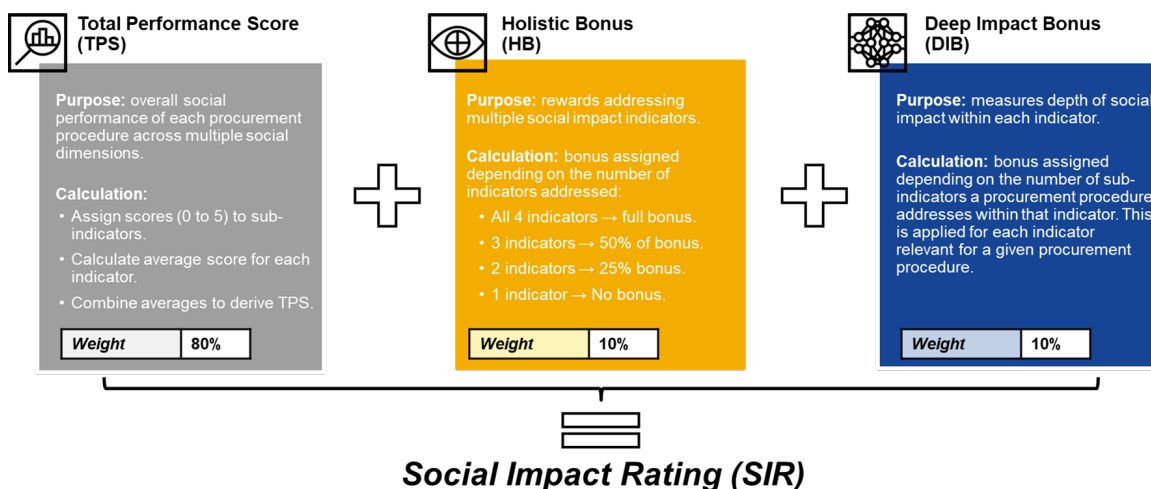 Total Performance Score
(TPS)
Purpose: overall social
performance of each procurement
procedure across multiple social
dimensions.
Calculation:
• Assign scores (0 to 5) to sub-
indicators.
• Calculate average score for each
indicator.
• Combine averages to derive TPS.
Weight 80%
Holistic Bonus
(HB)
Purpose: rewards addressing
multiple social impact indicators.
Calculation: bonus assigned
depending on the number of
indicators addressed:
• All 4 indicators → full bonus.
• 3 indicators → 50% of bonus.
• 2 indicators → 25% bonus.
• 1 indicator → No bonus.
Weight 10%
Deep Impact Bonus
(DIB)
Purpose: measures depth of social
impact within each indicator.
Calculation: bonus assigned
depending on the number of sub-
indicators a procurement procedure
addresses within that indicator. This
is applied for each indicator
relevant for a given procurement
procedure.
Weight 10%
Social Impact Rating (SIR)